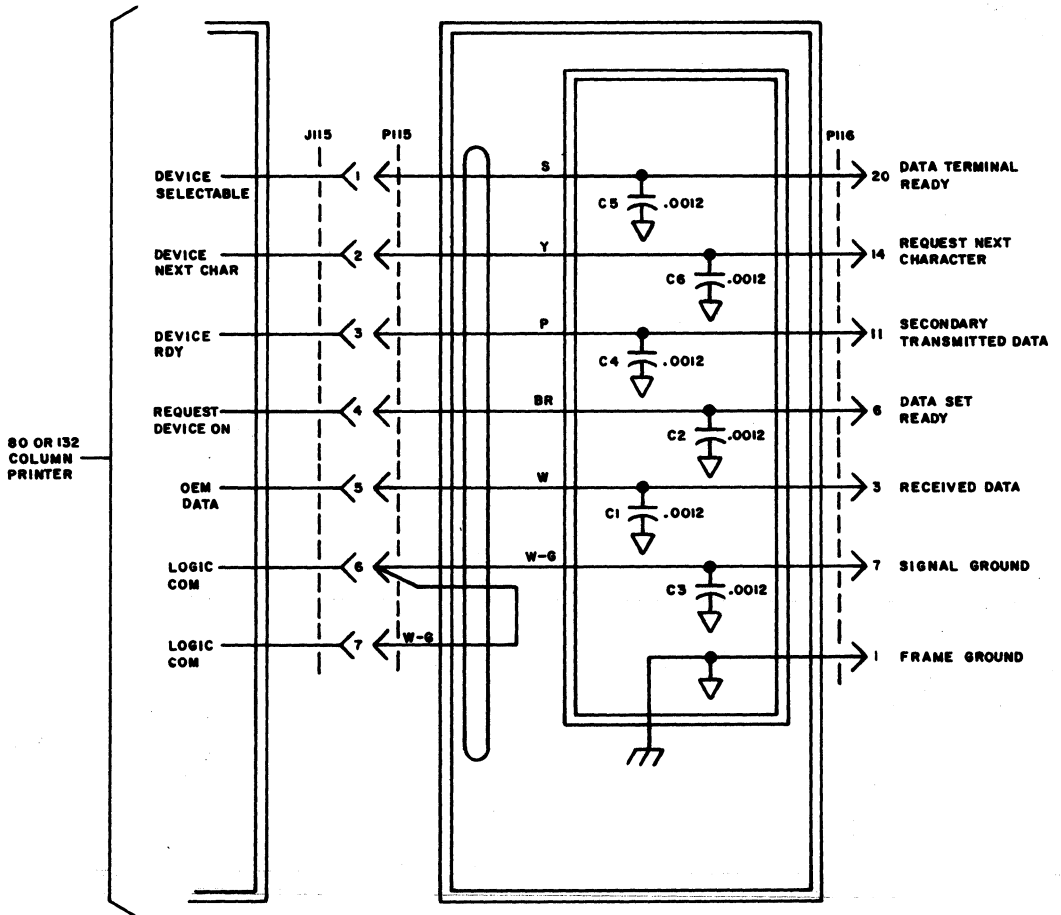 J115
P115
P116
DEVICE
SELECTABLE
1
S
C5
.0012
20
DATA TERMINAL
READY
DEVICE
NEXT CHAR
2
Y
C6
.0012
14
REQUEST NEXT
CHARACTER
DEVICE
RDY
3
P
C4
.0012
11
SECONDARY
TRANSMITTED DATA
REQUEST
DEVICE ON
4
BR
C2
.0012
6
DATA SET
READY
80 OR 132
COLUMN
PRINTER
OEM
DATA
5
W
C1
.0012
3
RECEIVED DATA
LOGIC
COM
6
W-G
C3
.0012
7
SIGNAL GROUND
LOGIC
COM
7
W-G
1
FRAME GROUND